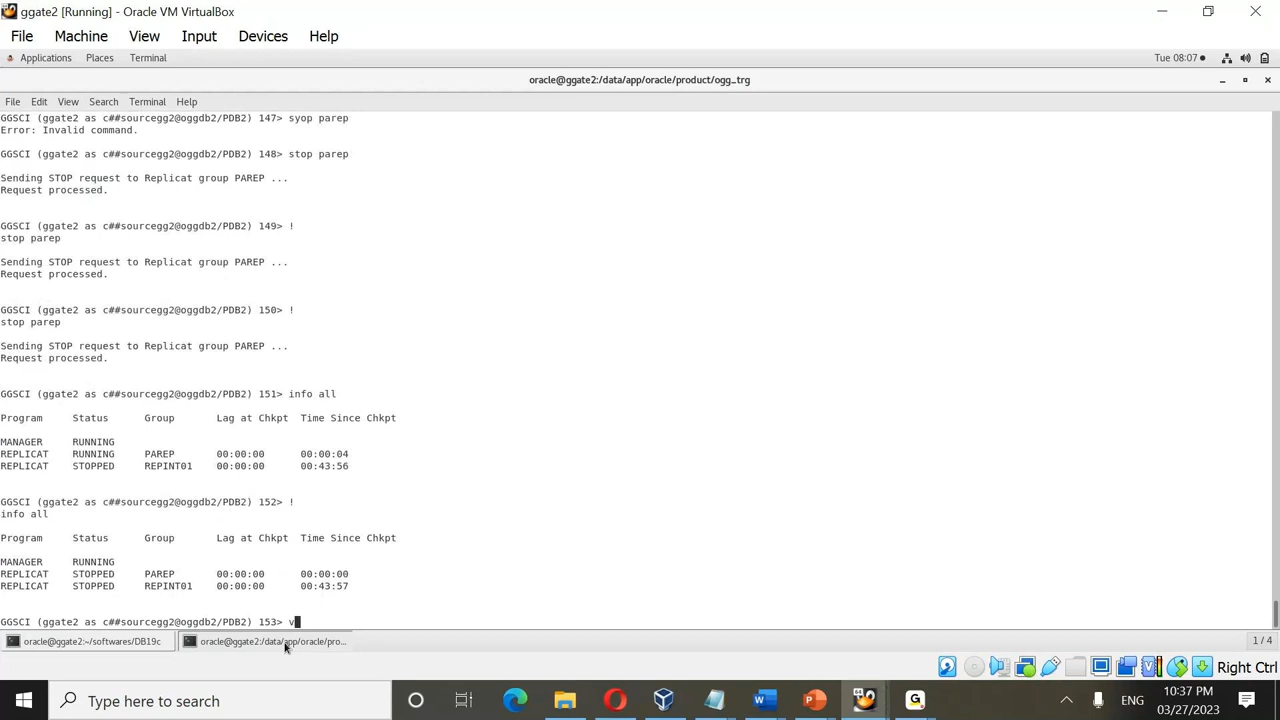 ggate2 [Running] - Oracle VM VirtualBox
File Machine View Input Devices Help
Applications Places Terminal Tue 08:07
oracle@ggate2:/data/app/oracle/product/ogg_trg
File Edit View Search Terminal Help
GGSCI (ggate2 as c##sourcegg2@oggdb2/PDB2) 147> syop parep
Error: Invalid command.
GGSCI (ggate2 as c##sourcegg2@oggdb2/PDB2) 148> stop parep
Sending STOP request to Replicat group PAREP ...
Request processed.
GGSCI (ggate2 as c##sourcegg2@oggdb2/PDB2) 149> !
stop parep
Sending STOP request to Replicat group PAREP ...
Request processed.
GGSCI (ggate2 as c##sourcegg2@oggdb2/PDB2) 150> !
stop parep
Sending STOP request to Replicat group PAREP ...
Request processed.
GGSCI (ggate2 as c##sourcegg2@oggdb2/PDB2) 151> info all
Program Status Group Lag at Chkpt Time Since Chkpt
MANAGER RUNNING
REPLICAT RUNNING PAREP 00:00:00 00:00:04
REPLICAT STOPPED REPINT01 00:00:00 00:43:56
GGSCI (ggate2 as c##sourcegg2@oggdb2/PDB2) 152> !
info all
Program Status Group Lag at Chkpt Time Since Chkpt
MANAGER RUNNING
REPLICAT STOPPED PAREP 00:00:00 00:00:00
REPLICAT STOPPED REPINT01 00:00:00 00:43:57
GGSCI (ggate2 as c##sourcegg2@oggdb2/PDB2) 153> v
oracle@ggate2:~/softwares/DB19c oracle@ggate2:/data/app/oracle/pro... 1 / 4
Right Ctrl
Type here to search ENG 10:37 PM
03/27/2023